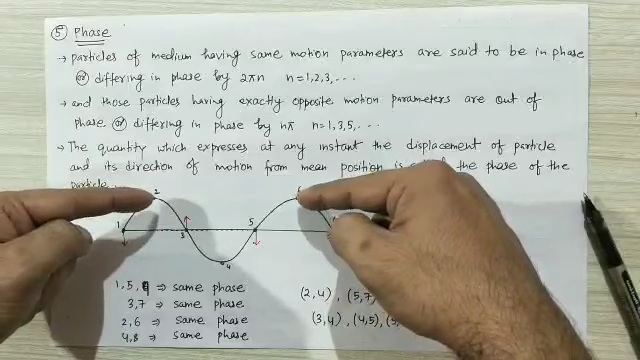 ⑤ Phase
→ particles of medium having same motion parameters are said to be in phase
or differing in phase by 2πn n=1,2,3,...
→ and those particles having exactly opposite motion parameters are out of
phase or differing in phase by nπ n=1,3,5,...
→ The quantity which expresses at any instant the displacement of particle
and its direction of motion from mean position is the phase of the
particle.
2
3
5
4
1
1,5,9 ⇒ same phase
3,7 ⇒ same phase
2,6 ⇒ same phase
4,8 ⇒ same phase
(2,4), (5,7)
(3,4), (4,5), (5,